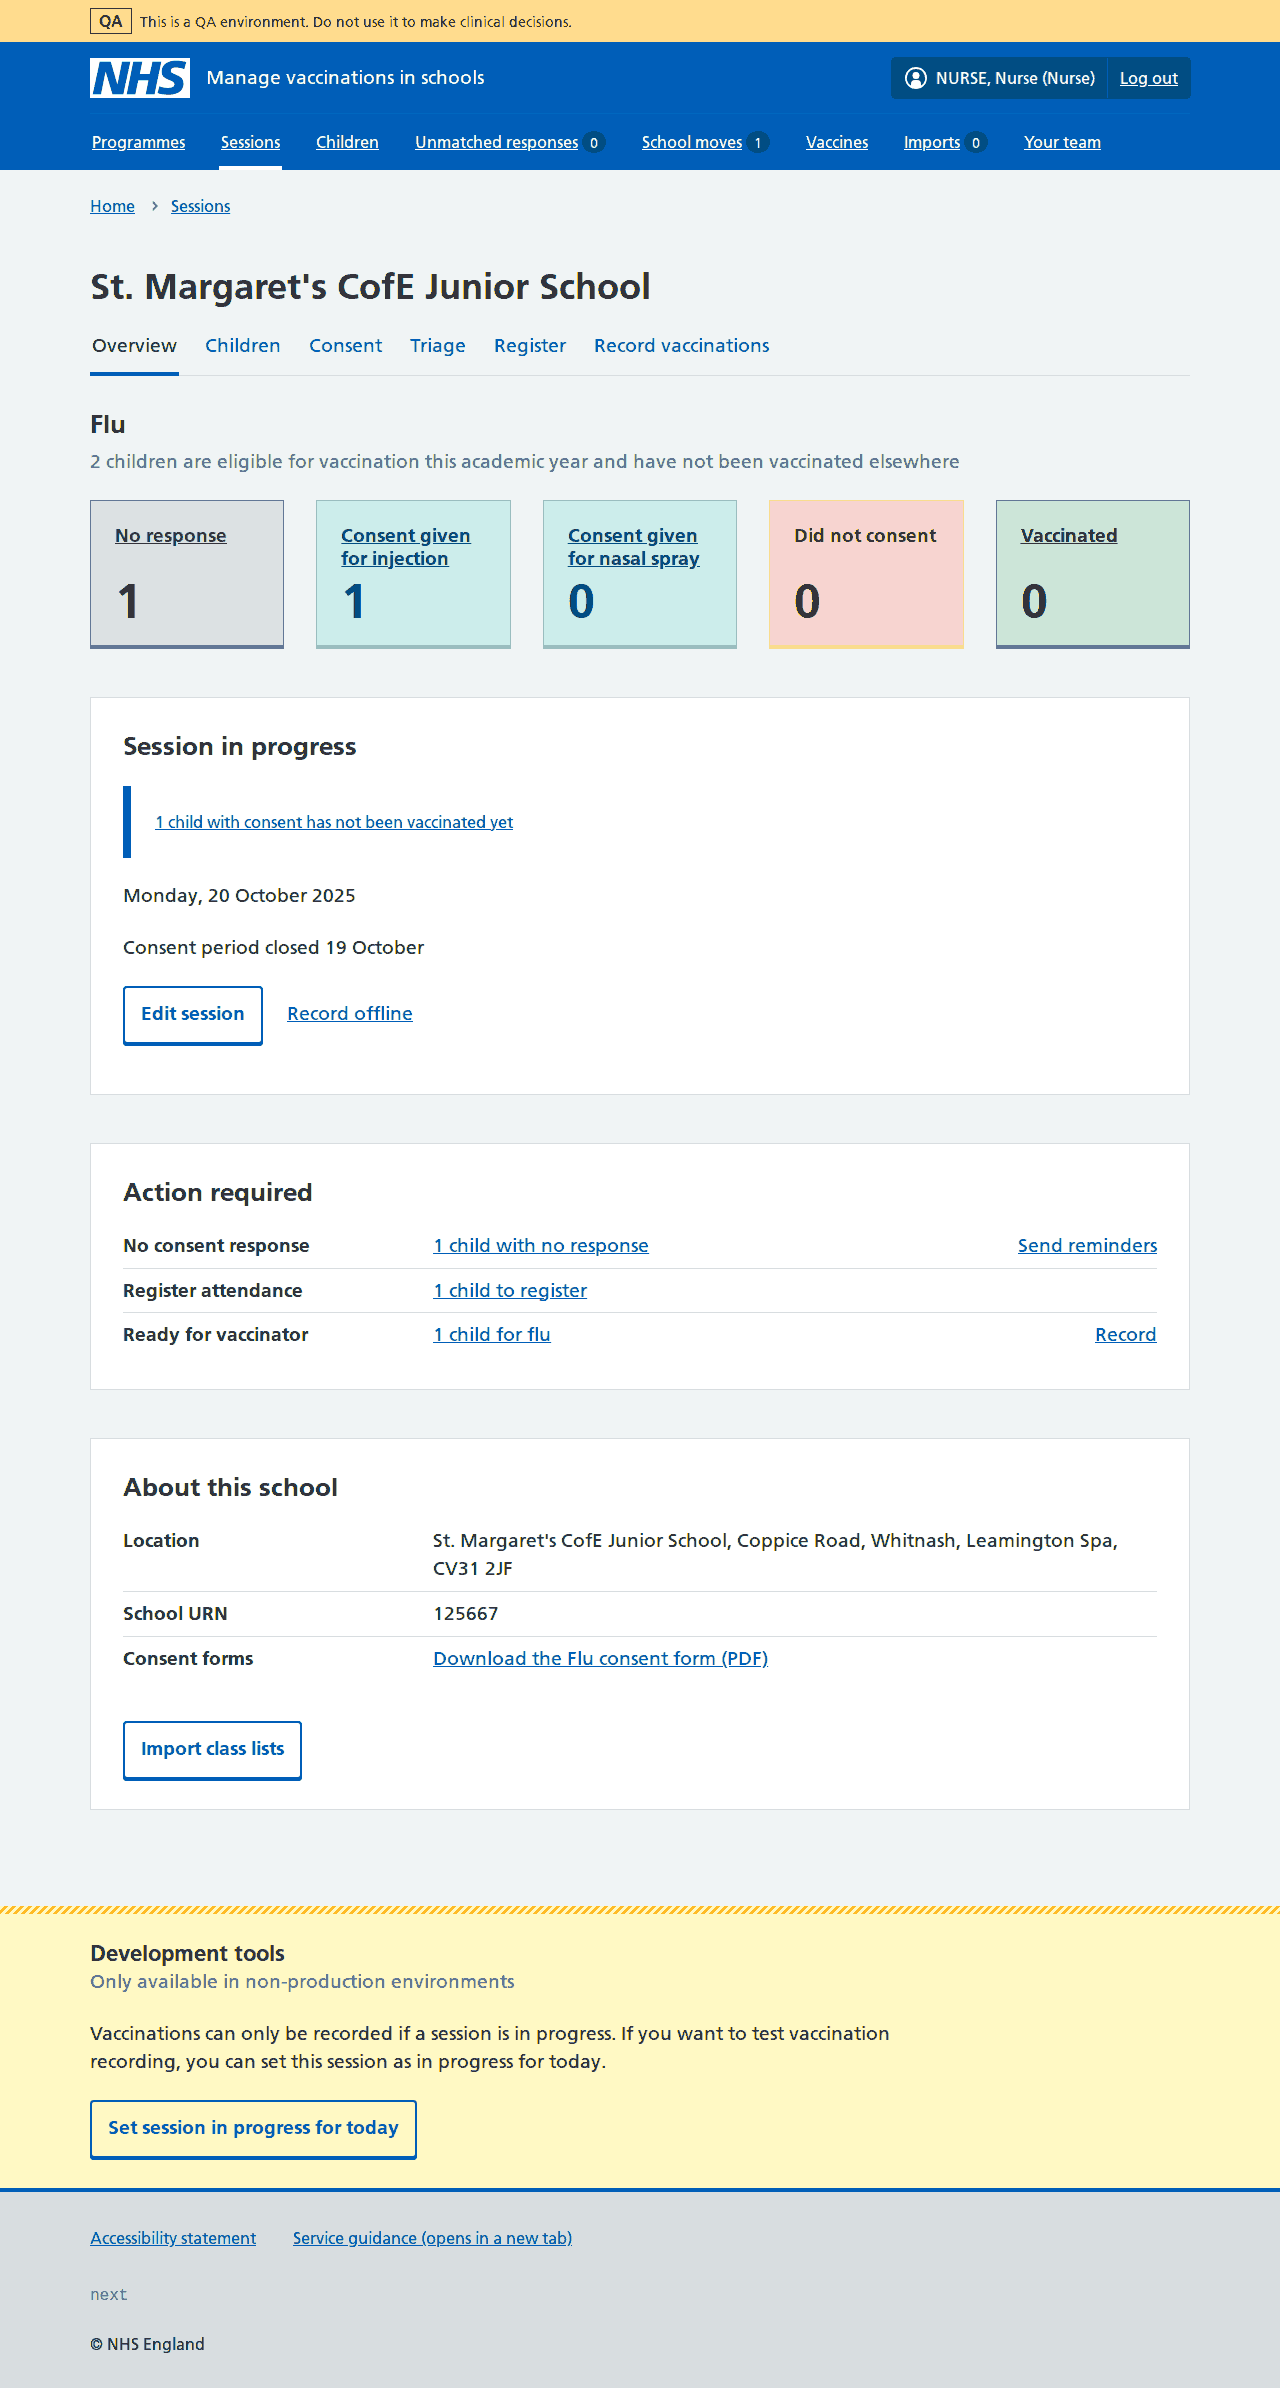 QA This is a QA environment. Do not use it to make clinical decisions.
NHS Manage vaccinations in schools NURSE, Nurse (Nurse) Log out
Programmes Sessions Children Unmatched responses 0 School moves 1 Vaccines Imports 0 Your team
Home Sessions
St. Margaret's CofE Junior School
Overview Children Consent Triage Register Record vaccinations
Flu
2 children are eligible for vaccination this academic year and have not been vaccinated elsewhere
No response
1
Consent given
for injection
1
Consent given
for nasal spray
0
Did not consent
0
Vaccinated
0
Session in progress
1 child with consent has not been vaccinated yet
Monday, 20 October 2025
Consent period closed 19 October
Edit session Record offline
Action required
No consent response 1 child with no response Send reminders
Register attendance 1 child to register
Ready for vaccinator 1 child for flu Record
About this school
Location St. Margaret's CofE Junior School, Coppice Road, Whitnash, Leamington Spa,
CV31 2JF
School URN 125667
Consent forms Download the Flu consent form (PDF)
Import class lists
Development tools
Only available in non-production environments
Vaccinations can only be recorded if a session is in progress. If you want to test vaccination
recording, you can set this session as in progress for today.
Set session in progress for today
Accessibility statement Service guidance (opens in a new tab)
next
© NHS England